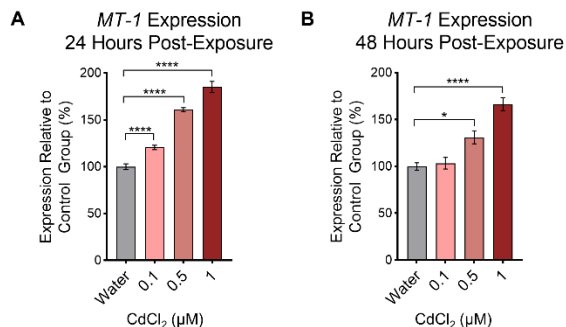 A
MT-1 Expression
24 Hours Post-Exposure
Expression Relative to
Control Group (%)
200
150
100
50
0
****
****
****
Water
0.1
0.5
1
CdCl₂ (µM)
B
MT-1 Expression
48 Hours Post-Exposure
Expression Relative to
Control Group (%)
200
150
100
50
0
****
*
Water
0.1
0.5
1
CdCl₂ (µM)